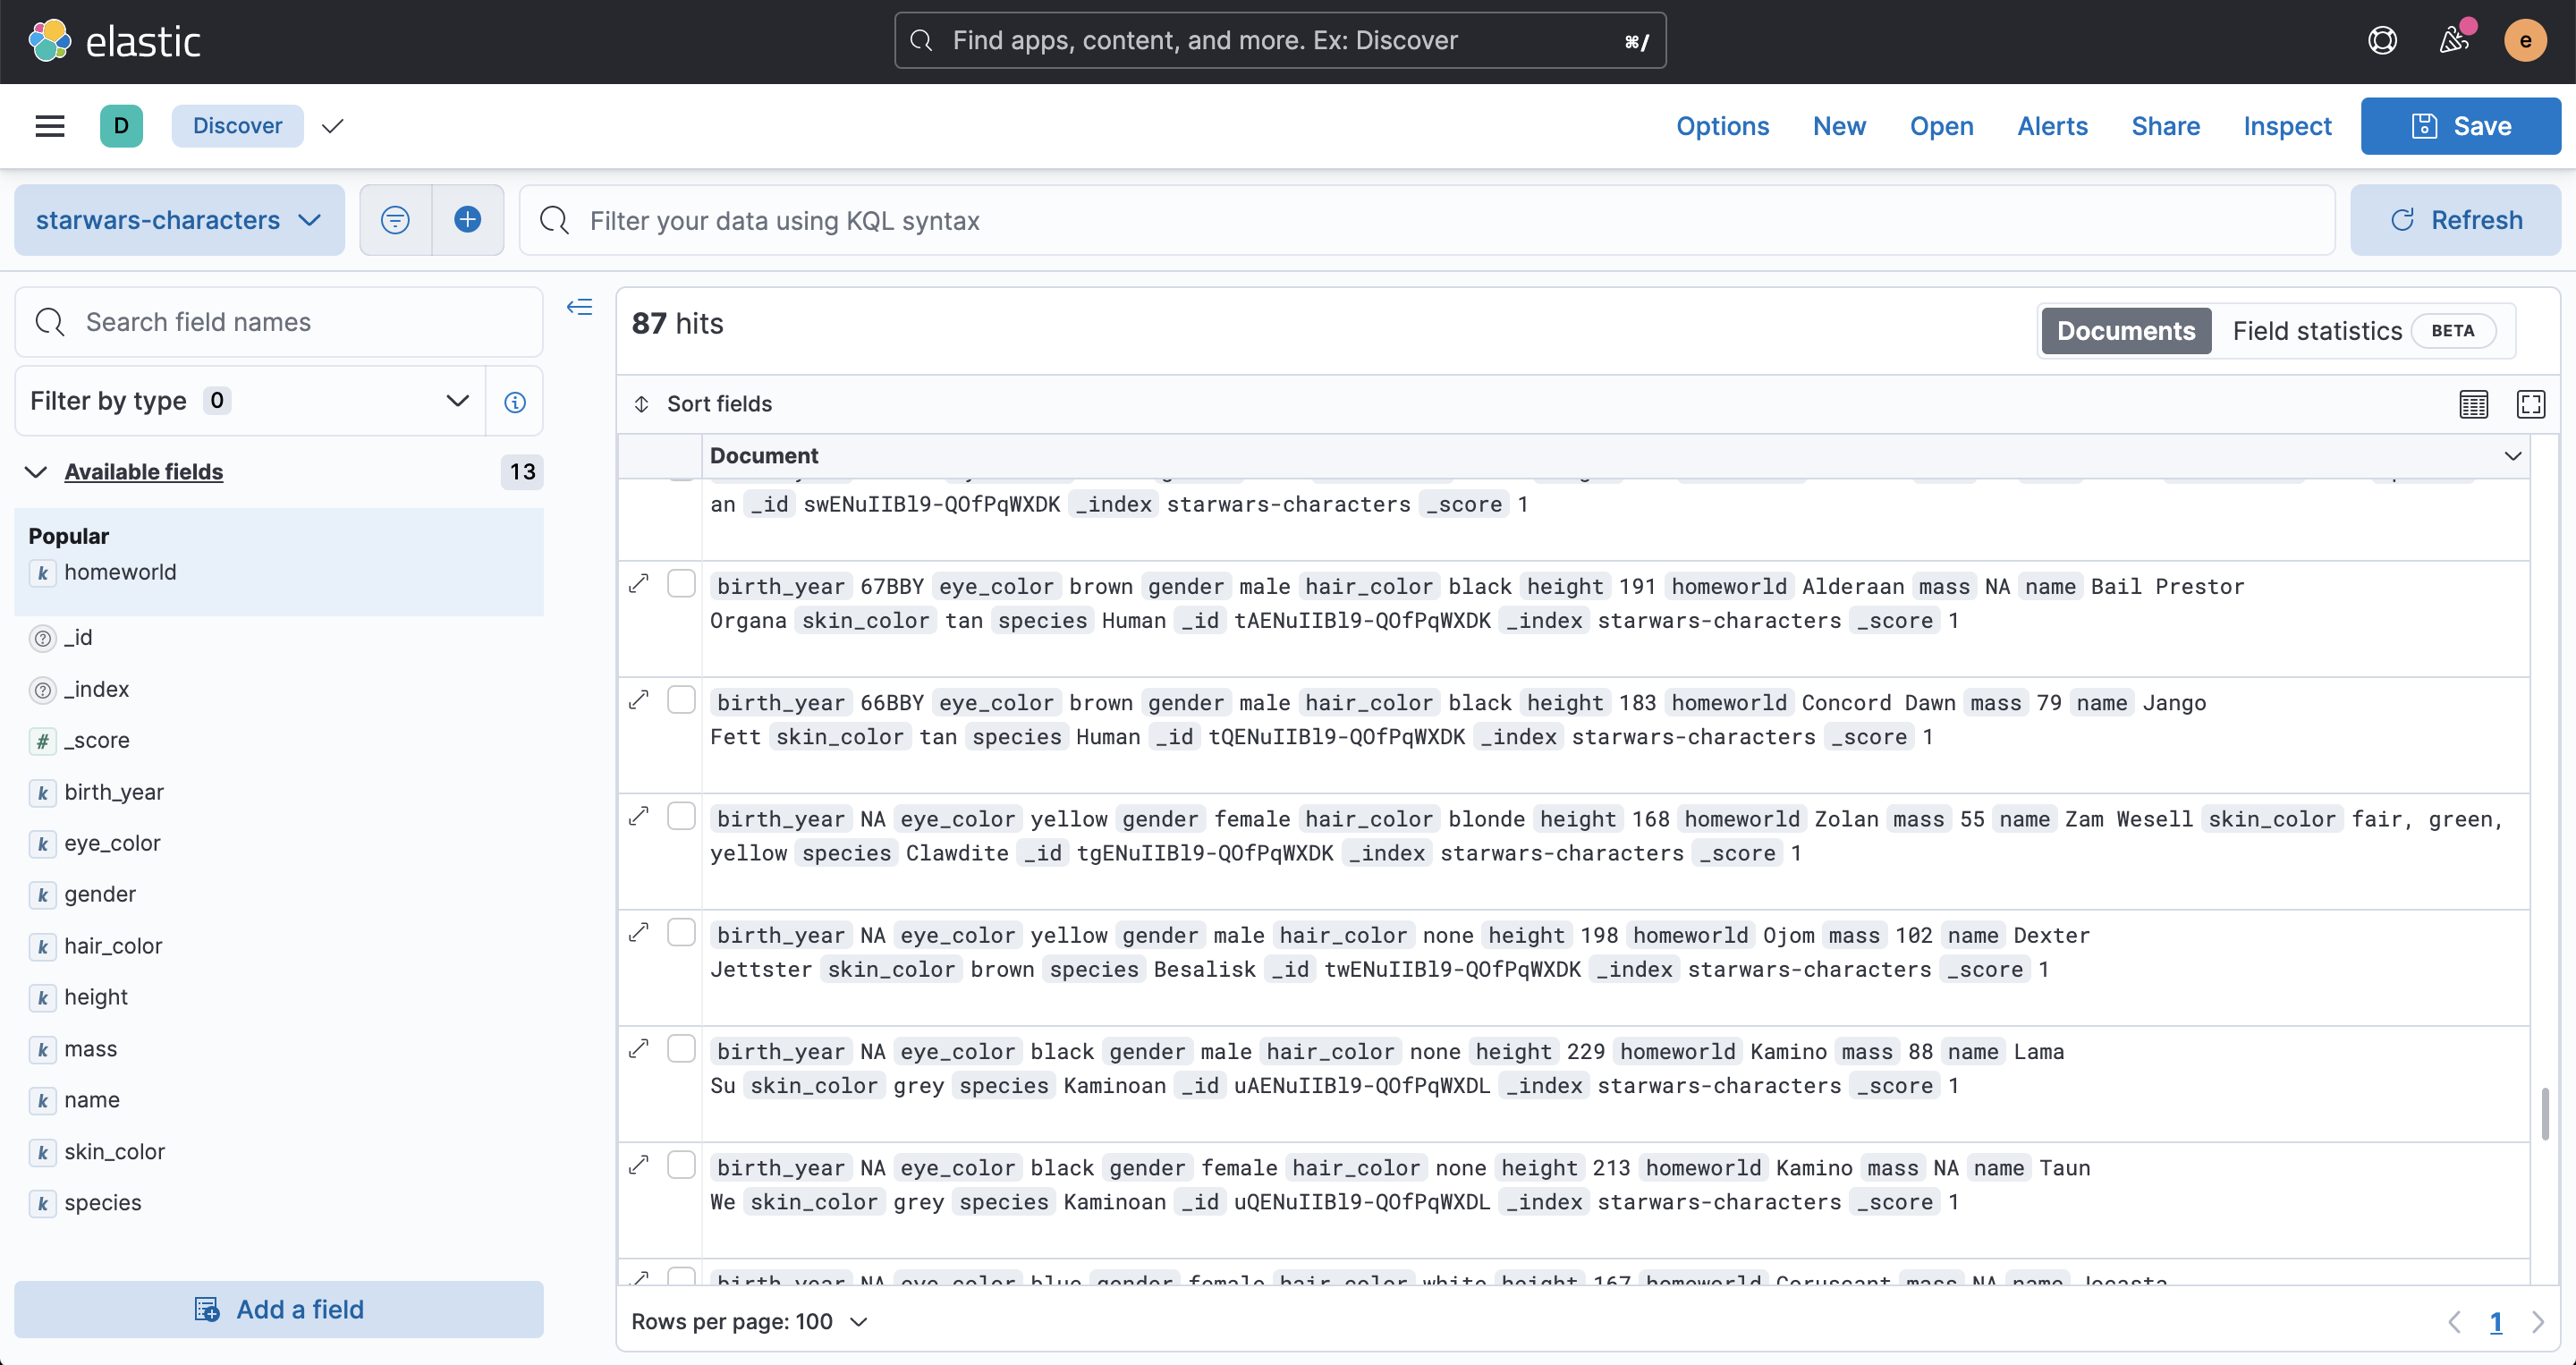 elastic
Find apps, content, and more. Ex: Discover ⌘/
e
D Discover Options New Open Alerts Share Inspect Save
starwars-characters Filter your data using KQL syntax Refresh
Search field names
Filter by type 0
Available fields 13
Popular
k homeworld
_id
_index
# _score
k birth_year
k eye_color
k gender
k hair_color
k height
k mass
k name
k skin_color
k species
Add a field
87 hits Documents Field statistics BETA
Sort fields
Document
an _id swENuIIBl9-QOfPqWXDK _index starwars-characters _score 1
birth_year 67BBY eye_color brown gender male hair_color black height 191 homeworld Alderaan mass NA name Bail Prestor
Organa skin_color tan species Human _id tAENuIIBl9-QOfPqWXDK _index starwars-characters _score 1
birth_year 66BBY eye_color brown gender male hair_color black height 183 homeworld Concord Dawn mass 79 name Jango
Fett skin_color tan species Human _id tQENuIIBl9-QOfPqWXDK _index starwars-characters _score 1
birth_year NA eye_color yellow gender female hair_color blonde height 168 homeworld Zolan mass 55 name Zam Wesell skin_color fair, green,
yellow species Clawdite _id tgENuIIBl9-QOfPqWXDK _index starwars-characters _score 1
birth_year NA eye_color yellow gender male hair_color none height 198 homeworld Ojom mass 102 name Dexter
Jettster skin_color brown species Besalisk _id twENuIIBl9-QOfPqWXDK _index starwars-characters _score 1
birth_year NA eye_color black gender male hair_color none height 229 homeworld Kamino mass 88 name Lama
Su skin_color grey species Kaminoan _id uAENuIIBl9-QOfPqWXDL _index starwars-characters _score 1
birth_year NA eye_color black gender female hair_color none height 213 homeworld Kamino mass NA name Taun
We skin_color grey species Kaminoan _id uQENuIIBl9-QOfPqWXDL _index starwars-characters _score 1
birth_year NA eye_color blue gender female hair_color white height 167 homeworld Coruscant mass NA name Jocasta
Rows per page: 100 1